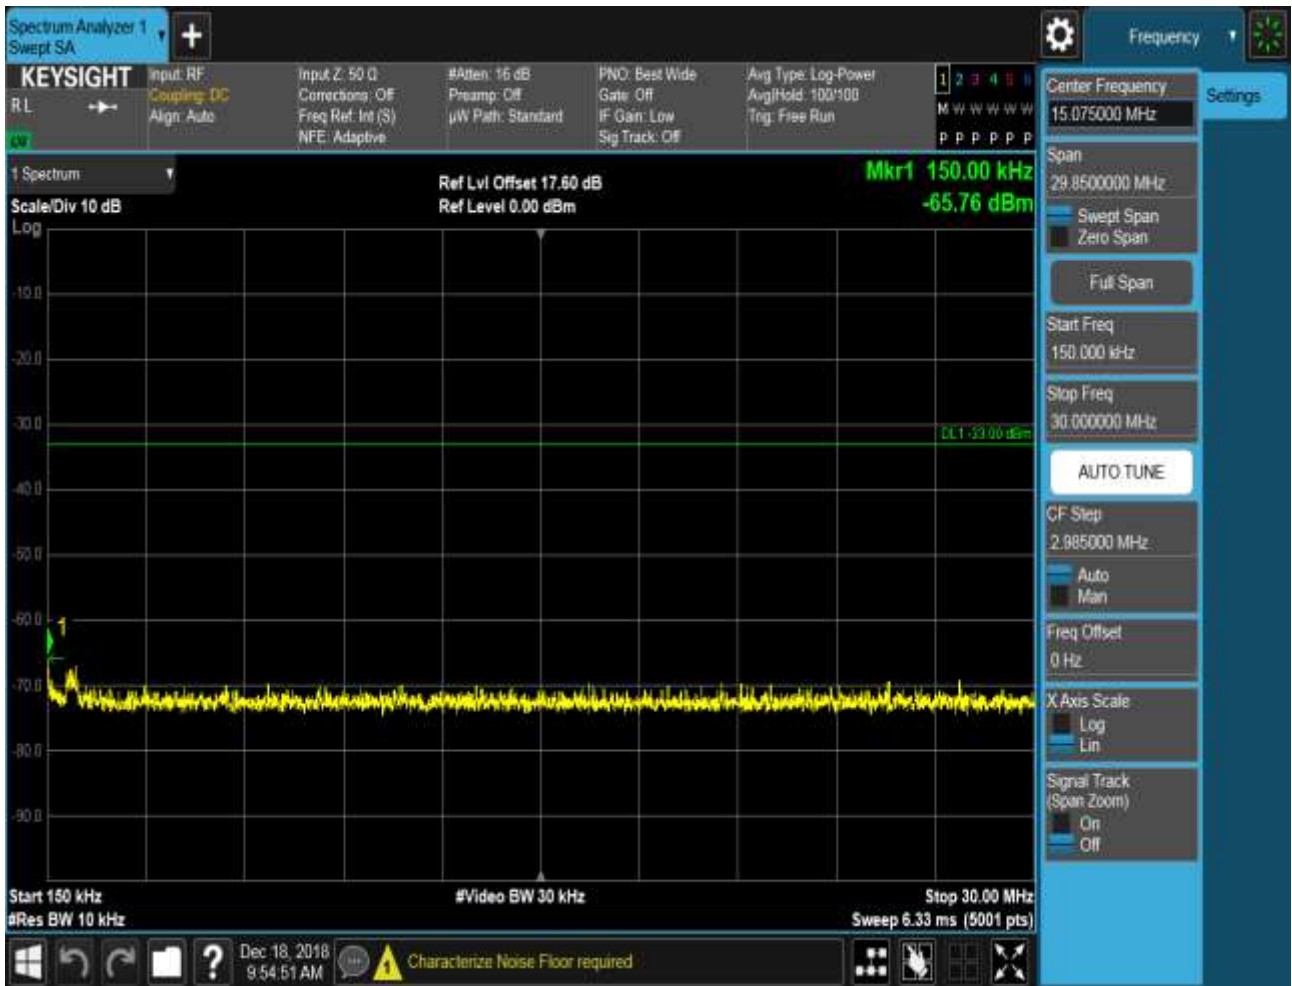 Spectrum Analyzer 1
Swept SA
Frequency
KEYSIGHT
RL
Input: RF
Coupling: DC
Align: Auto
Input Z: 50 Ω
Corrections: Off
Freq Ref: Int (S)
NFE: Adaptive
#Atten: 16 dB
Preamp: Off
µW Path: Standard
PNO: Best Wide
Gate: Off
IF Gain: Low
Sig Track: Off
Avg Type: Log-Power
Avg|Hold: 100/100
Trig: Free Run
1 2 3 4 5 6
M W W W W W
P P P P P P
1 Spectrum
Scale/Div 10 dB
Log
Ref Lvl Offset 17.60 dB
Ref Level 0.00 dBm
Mkr1 150.00 kHz
-65.76 dBm
-10.0
-20.0
-30.0
DL1 -33.00 dBm
-40.0
-50.0
-60.0
1
-70.0
-80.0
-90.0
Start 150 kHz
#Video BW 30 kHz
Stop 30.00 MHz
#Res BW 10 kHz
Sweep 6.33 ms (5001 pts)
Center Frequency
15.075000 MHz
Settings
Span
29.8500000 MHz
Swept Span
Zero Span
Full Span
Start Freq
150.000 kHz
Stop Freq
30.000000 MHz
AUTO TUNE
CF Step
2.985000 MHz
Auto
Man
Freq Offset
0 Hz
X Axis Scale
Log
Lin
Signal Track
(Span Zoom)
On
Off
?
Dec 18, 2018
9:54:51 AM
1
Characterize Noise Floor required